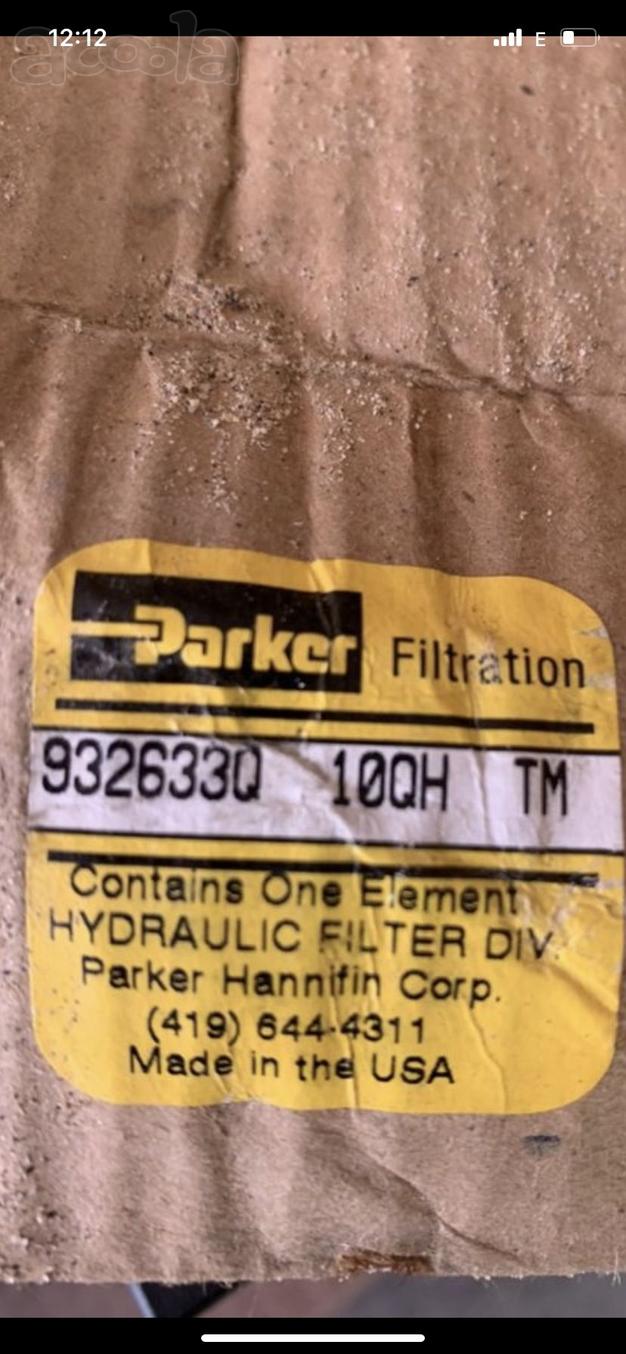 12:12 E
acoola
Parker Filtration
932633Q 10QH TM
Contains One Element
HYDRAULIC FILTER DIV.
Parker Hannifin Corp.
(419) 644-4311
Made in the USA